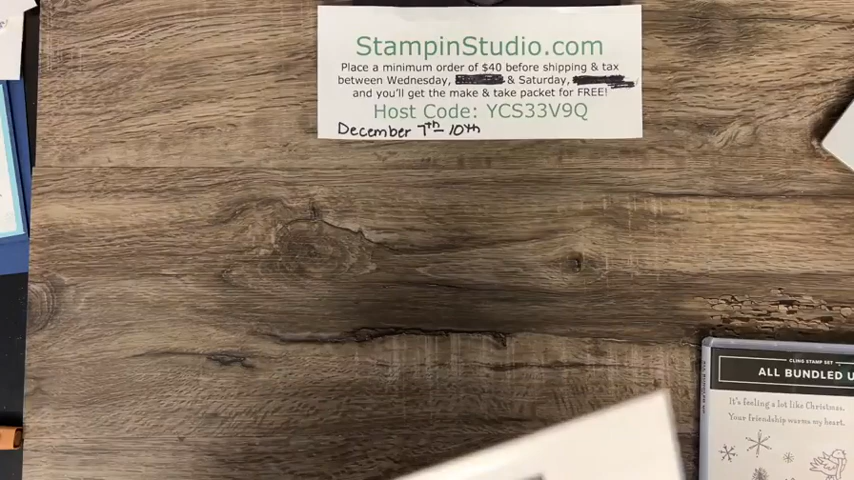 StampinStudio.com
Place a minimum order of $40 before shipping & tax
between Wednesday, & Saturday,
and you'll get the make & take packet for FREE!
Host Code: YCS33V9Q
December 7th - 10th
CLING STAMP SET
ALL BUNDLED U
It's feeling a lot like Christmas.
Your friendship warms my heart.